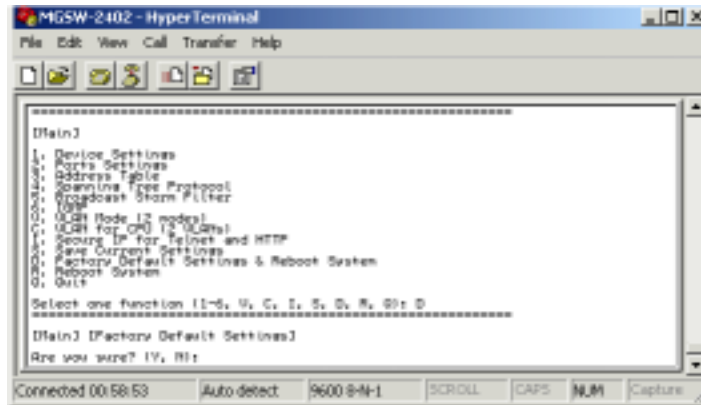 MGSW-2402 - HyperTerminal
File Edit View Call Transfer Help
==============================================================
[Main]
1. Device Settings
2. Ports Settings
3. Address Table
4. Spanning Tree Protocol
5. Broadcast Storm Filter
6. IGMP
V. VLAN Mode (2 modes)
C. VLAN for CPU (2 VLANs)
I. Secure IP for Telnet and HTTP
S. Save Current Settings
D. Factory Default Settings & Reboot System
R. Reboot System
Q. Quit
Select one function (1-6, V, C, I, S, D, R, Q): D
==============================================================
[Main] [Factory Default Settings]
Are you sure? (Y, N):
Connected 00:58:53 Auto detect 9600 8-N-1 SCROLL CAPS NUM Capture